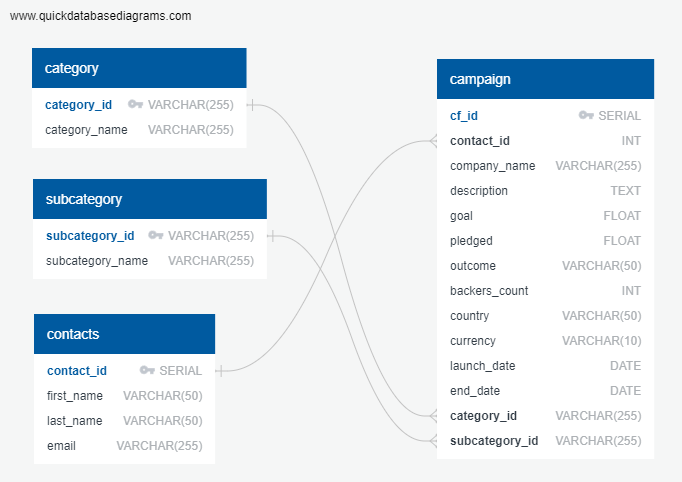 www.quickdatabasediagrams.com
category
category_id VARCHAR(255)
category_name VARCHAR(255)
subcategory
subcategory_id VARCHAR(255)
subcategory_name VARCHAR(255)
contacts
contact_id SERIAL
first_name VARCHAR(50)
last_name VARCHAR(50)
email VARCHAR(255)
campaign
cf_id SERIAL
contact_id INT
company_name VARCHAR(255)
description TEXT
goal FLOAT
pledged FLOAT
outcome VARCHAR(50)
backers_count INT
country VARCHAR(50)
currency VARCHAR(10)
launch_date DATE
end_date DATE
category_id VARCHAR(255)
subcategory_id VARCHAR(255)